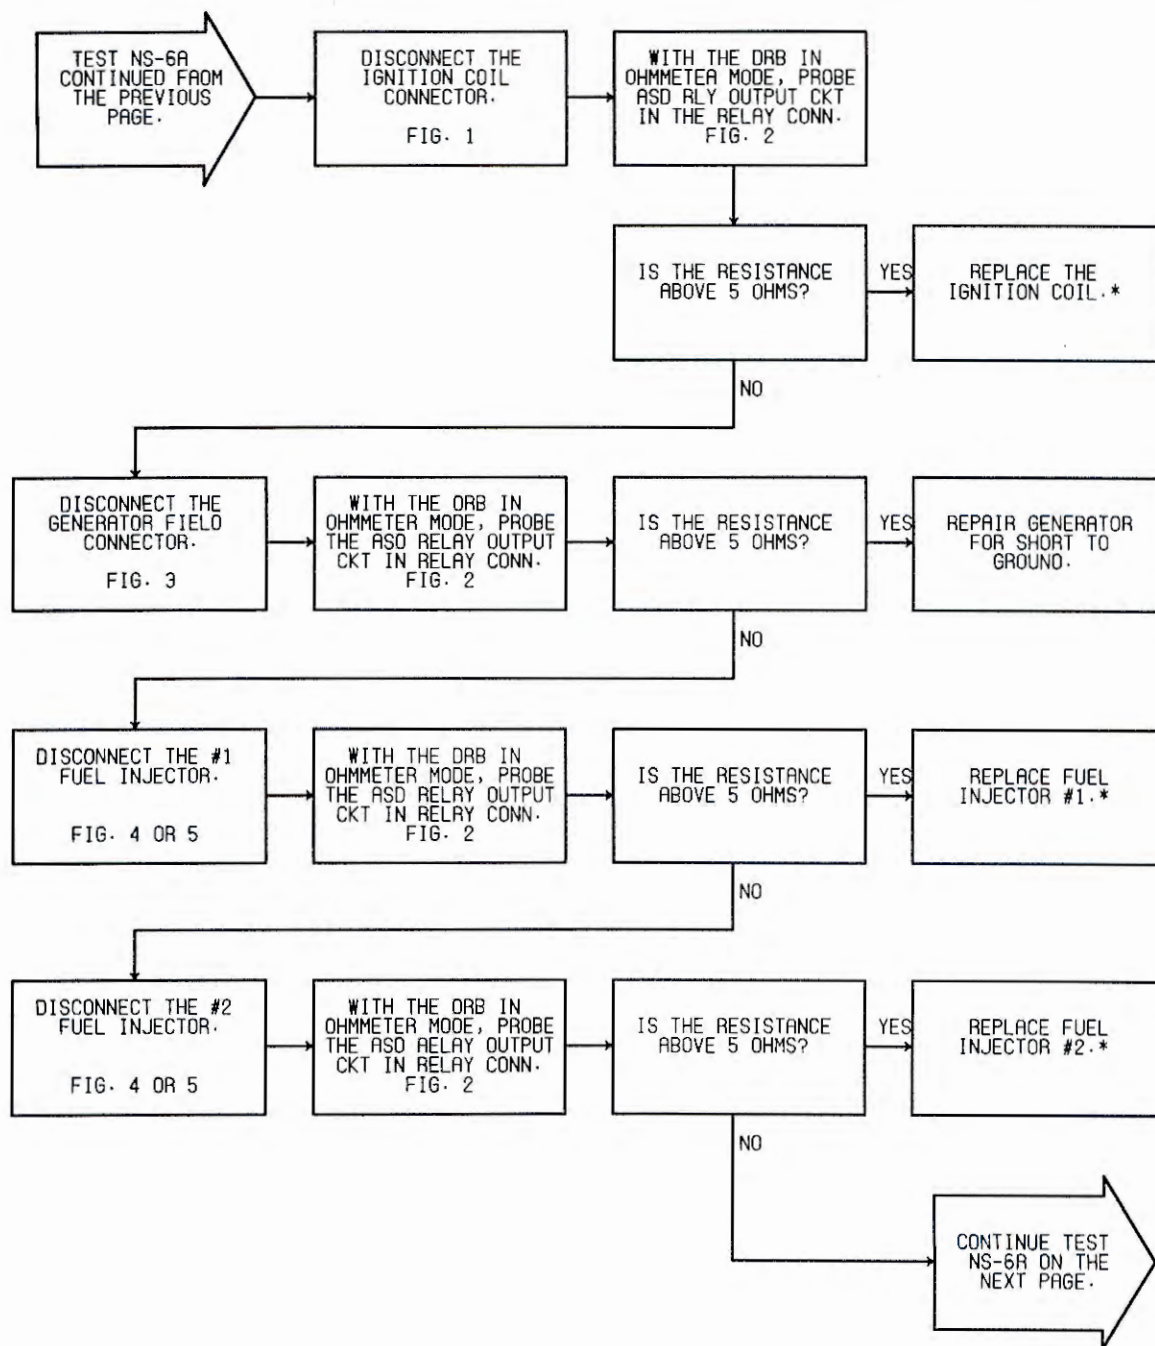 TEST NS-6A
CONTINUED FROM
THE PREVIOUS
PAGE.
DISCONNECT THE
IGNITION COIL
CONNECTOR.
FIG. 1
WITH THE DRB IN
OHMMETER MODE, PROBE
ASD RLY OUTPUT CKT
IN THE RELAY CONN.
FIG. 2
IS THE RESISTANCE
ABOVE 5 OHMS?
YES
REPLACE THE
IGNITION COIL.*
NO
DISCONNECT THE
GENERATOR FIELD
CONNECTOR.
FIG. 3
WITH THE DRB IN
OHMMETER MODE, PROBE
THE ASD RELAY OUTPUT
CKT IN RELAY CONN.
FIG. 2
IS THE RESISTANCE
ABOVE 5 OHMS?
YES
REPAIR GENERATOR
FOR SHORT TO
GROUND.
NO
DISCONNECT THE #1
FUEL INJECTOR.
FIG. 4 OR 5
WITH THE DRB IN
OHMMETER MODE, PROBE
THE ASD RELAY OUTPUT
CKT IN RELAY CONN.
FIG. 2
IS THE RESISTANCE
ABOVE 5 OHMS?
YES
REPLACE FUEL
INJECTOR #1.*
NO
DISCONNECT THE #2
FUEL INJECTOR.
FIG. 4 OR 5
WITH THE DRB IN
OHMMETER MODE, PROBE
THE ASD RELAY OUTPUT
CKT IN RELAY CONN.
FIG. 2
IS THE RESISTANCE
ABOVE 5 OHMS?
YES
REPLACE FUEL
INJECTOR #2.*
NO
CONTINUE TEST
NS-6A ON THE
NEXT PAGE.